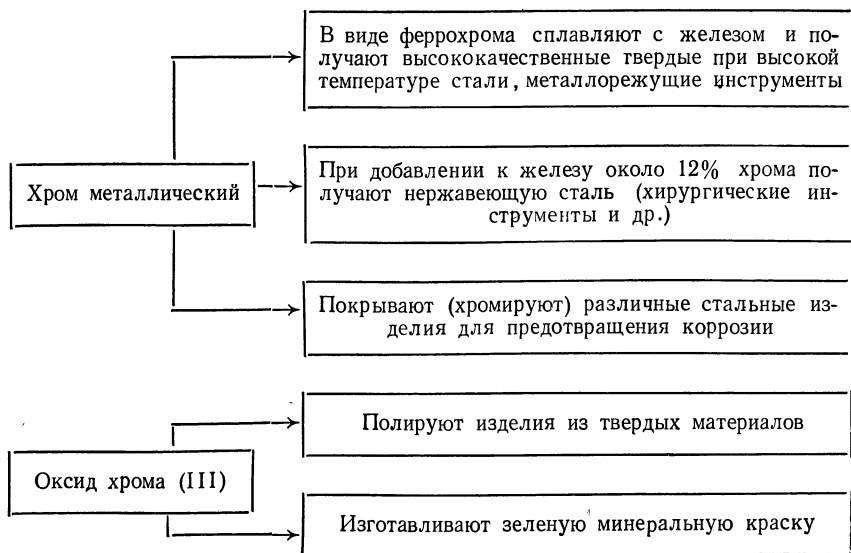 В виде феррохрома сплавляют с железом и по-
лучают высококачественные твердые при высокой
температуре стали, металлорежущие инструменты
Хром металлический
При добавлении к железу около 12% хрома по-
лучают нержавеющую сталь (хирургические ин-
струменты и др.)
Покрывают (хромируют) различные стальные из-
делия для предотвращения коррозии
Полируют изделия из твердых материалов
Оксид хрома (III)
Изготавливают зеленую минеральную краску